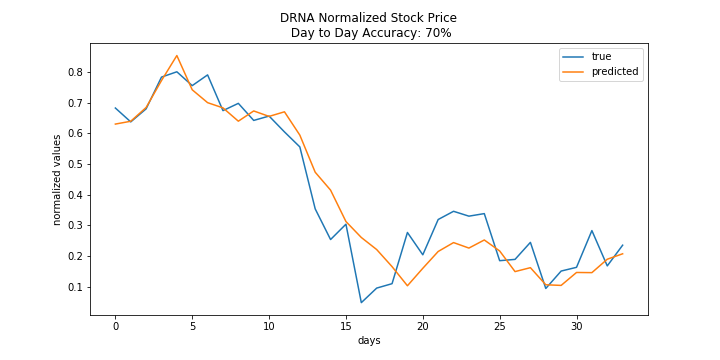 DRNA Normalized Stock Price
Day to Day Accuracy: 70%
true
predicted
normalized values
0.8
0.7
0.6
0.5
0.4
0.3
0.2
0.1
0 5 10 15 20 25 30
days